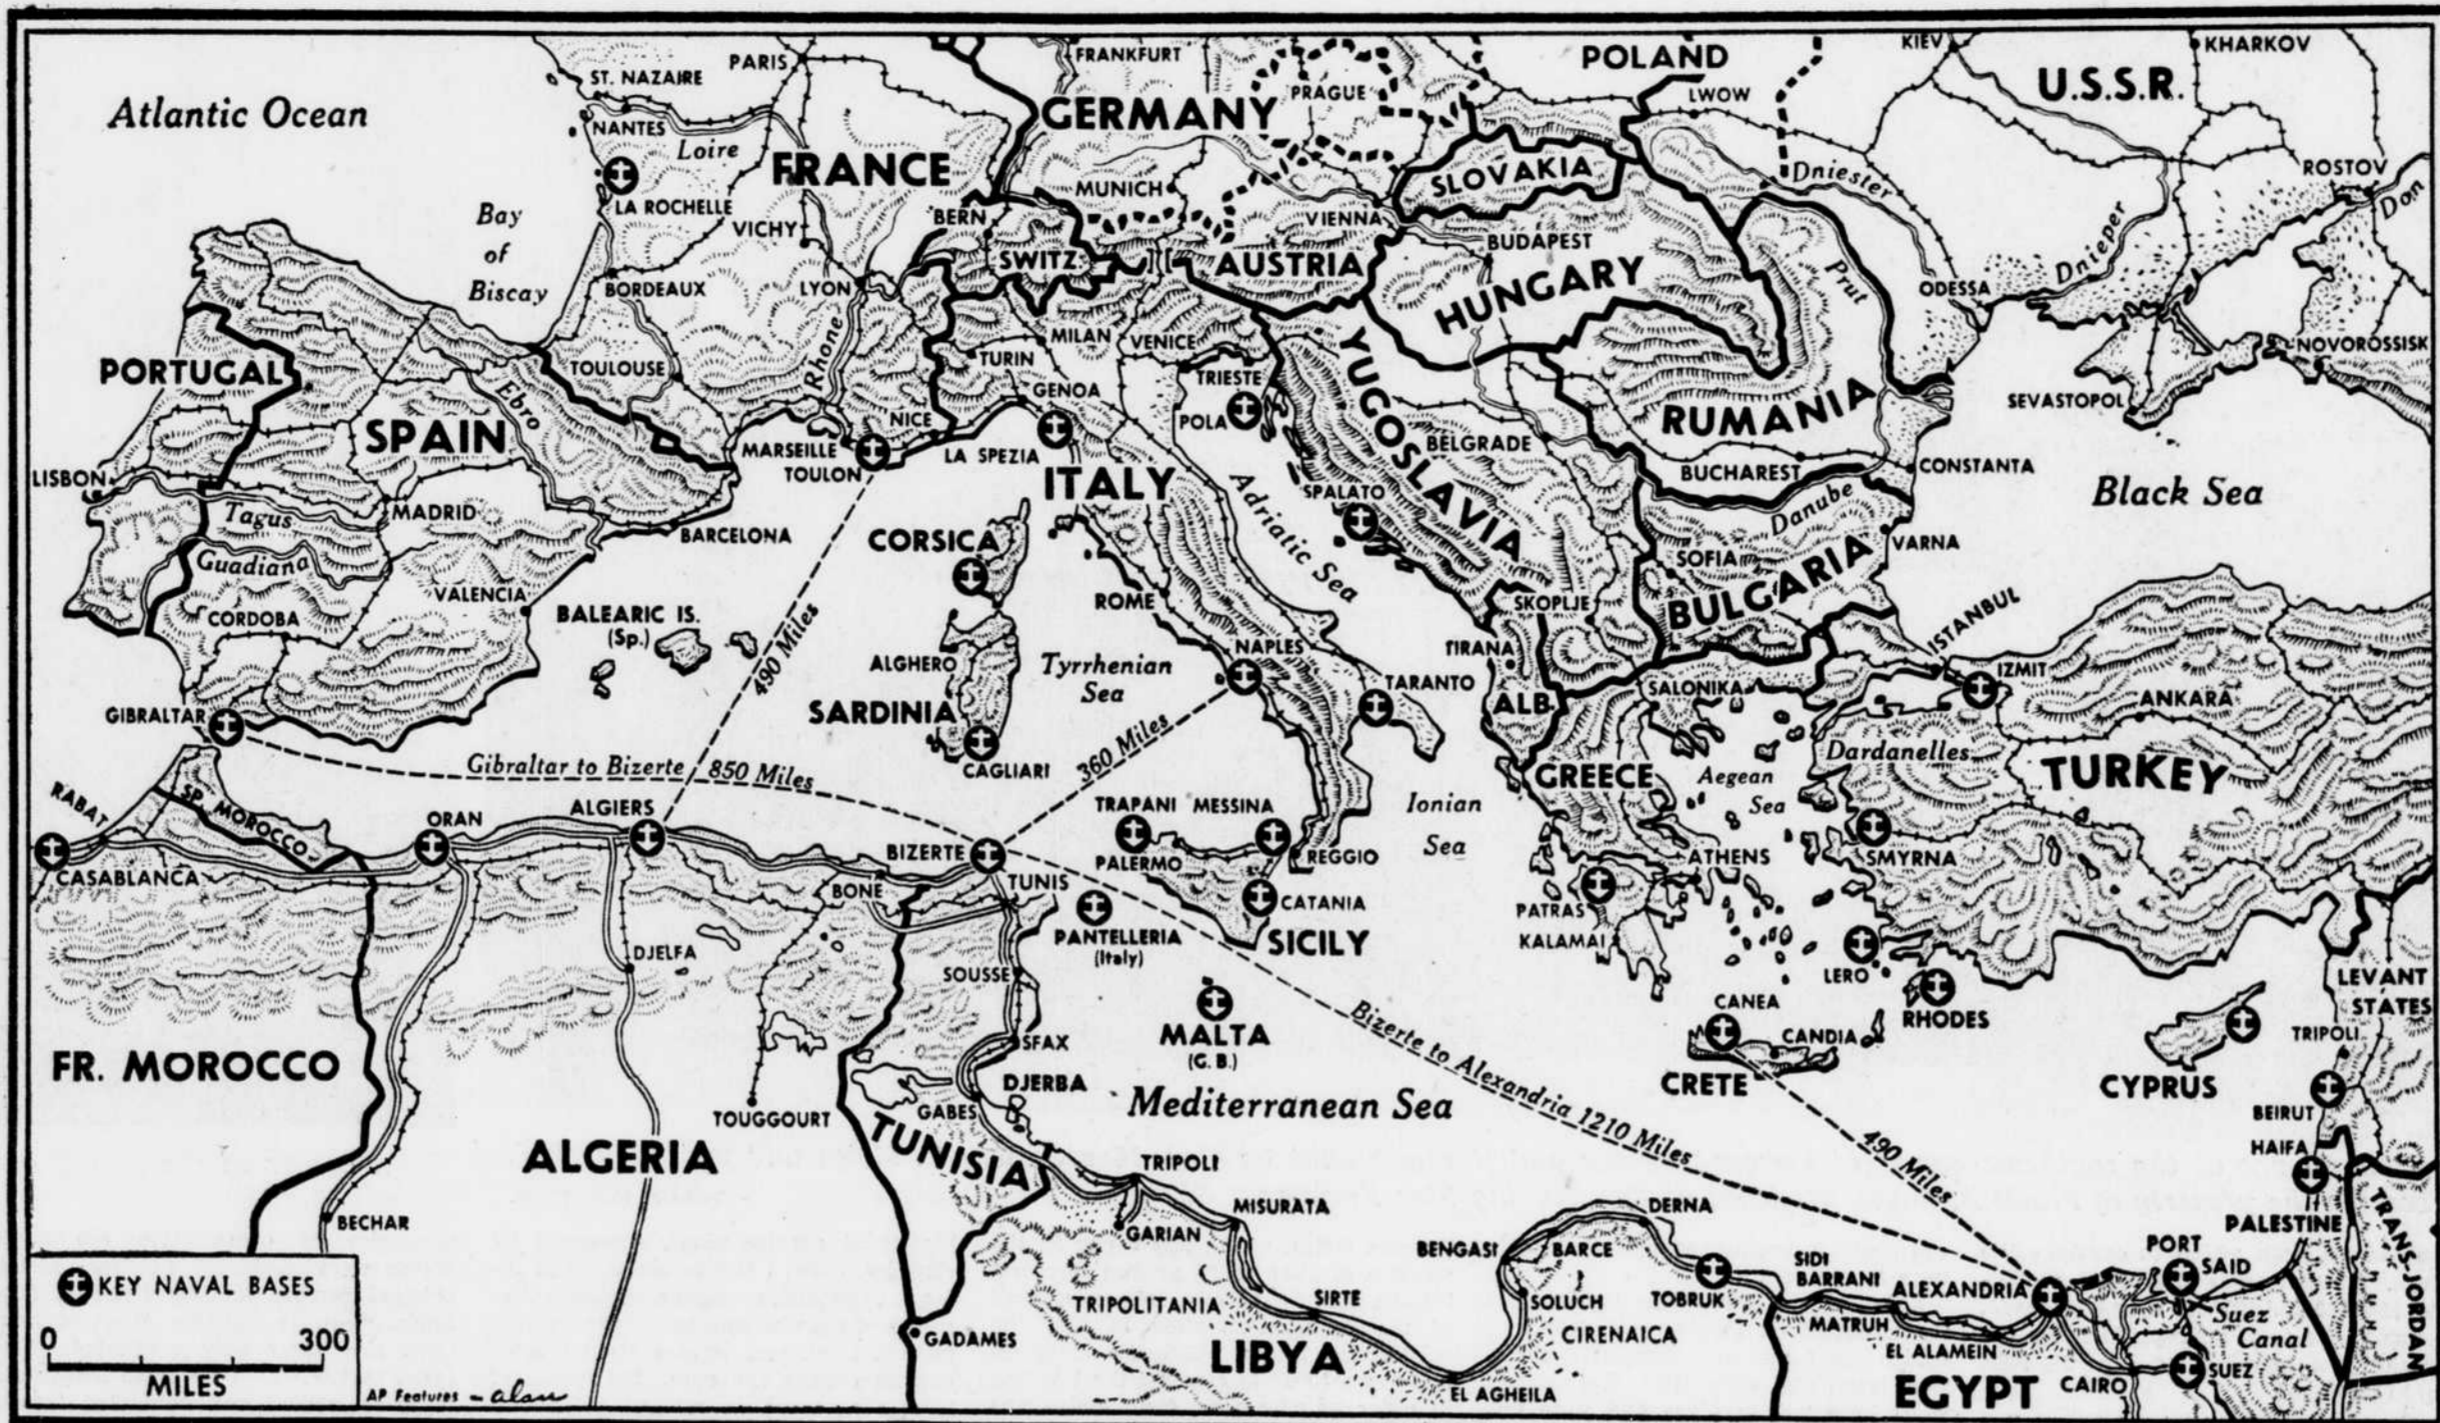 Atlantic Ocean
ST. NAZAIRE
PARIS
FRANKFURT
GERMANY
PRAGUE
POLAND
LWOW
KIEV
KHARKOV
U.S.S.R.
NANTES
Loire
FRANCE
LA ROCHELLE
VICHY
BERN
MUNICH
VIENNA
SLOVAKIA
Dniester
Dnieper
ROSTOV
Don
Bay
of
Biscay
BORDEAUX
LYON
SWITZ.
AUSTRIA
BUDAPEST
HUNGARY
Prut
ODESSA
PORTUGAL
TOULOUSE
Rhone
TURIN
MILAN
VENICE
GENOA
TRIESTE
POLA
YUGOSLAVIA
RUMANIA
NOVOROSSISK
SEVASTOPOL
SPAIN
Ebro
MARSEILLE
TOULON
NICE
LA SPEZIA
ITALY
BELGRADE
BUCHAREST
CONSTANTA
LISBON
Tagus
MADRID
BARCELONA
CORSICA
Adriatic Sea
SPALATO
Danube
Black Sea
Guadiana
VALENCIA
SOFIA
BULGARIA
VARNA
CORDOBA
BALEARIC IS.
(Sp.)
490 Miles
ROME
SKOPLJE
ISTANBUL
ALGHERO
Tyrrhenian
Sea
NAPLES
TIRANA
SALONIKA
IZMIT
ANKARA
GIBRALTAR
SARDINIA
TARANTO
ALB.
Dardanelles
TURKEY
Gibraltar to Bizerte 850 Miles
CAGLIARI
360 Miles
GREECE
Aegean
Sea
RABAT
SP. MOROCCO
ORAN
ALGIERS
BIZERTE
TRAPANI
MESSINA
PALERMO
REGGIO
Ionian
Sea
ATHENS
SMYRNA
CASABLANCA
BONE
TUNIS
CATANIA
PATRAS
KALAMAI
PANTELLERIA
(Italy)
SICILY
DJELFA
SOUSSE
LERO
RHODES
LEVANT
STATES
MALTA
(G. B.)
CANEA
CANDIA
CRETE
CYPRUS
TRIPOLI
FR. MOROCCO
SFAX
DJERBA
GABES
Mediterranean Sea
Bizerte to Alexandria 1210 Miles
490 Miles
BEIRUT
HAIFA
TOUGGOURT
ALGERIA
TUNISIA
TRIPOLI
MISURATA
GARIAN
BECHAR
DERNA
BENGASI
BARCE
SIDI
BARRANI
ALEXANDRIA
PORT
SAID
PALESTINE
TRANS-JORDAN
KEY NAVAL BASES
TRIPOLITANIA
SIRTE
SOLUCH
TOBRUK
MATRUH
Suez
Canal
0 300
MILES
GADAMES
LIBYA
CIRENAICA
EL ALAMEIN
EL AGHEILA
EGYPT
CAIRO
SUEZ
AP Features - alan